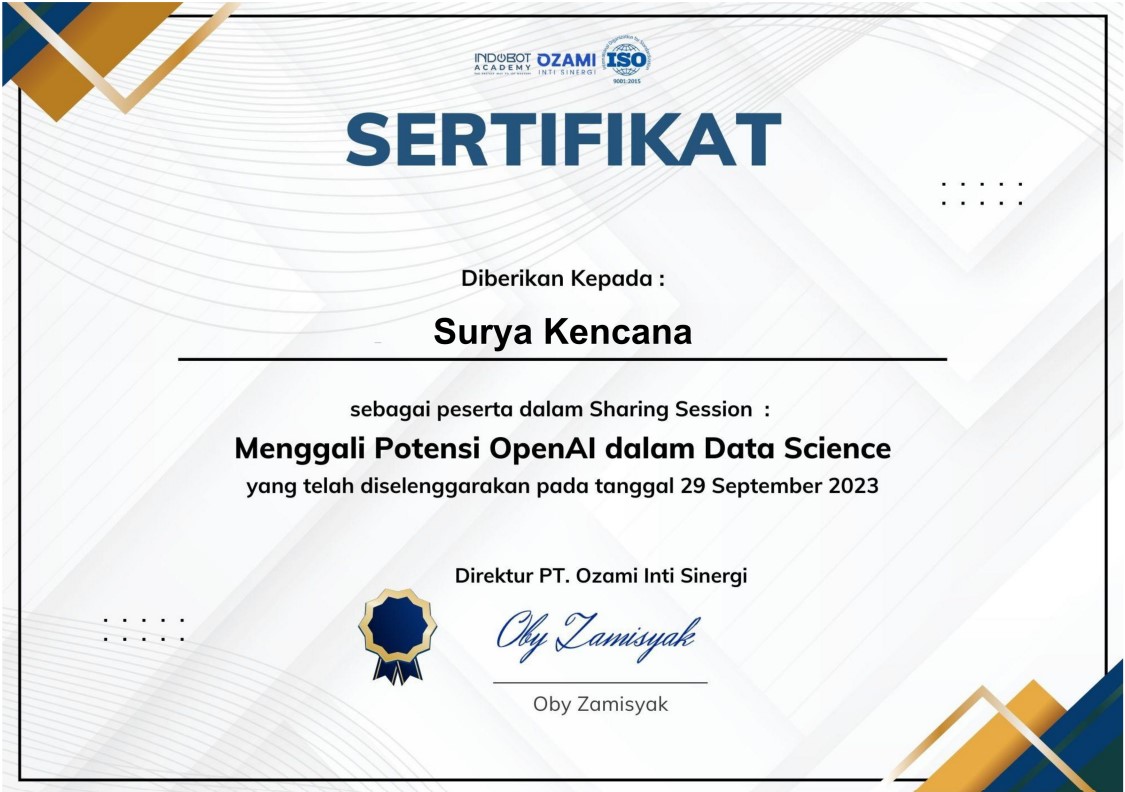 INDOBOT
ACADEMY
OZAMI
INTI SINERGI
ISO
9001:2015
SERTIFIKAT
Diberikan Kepada :
Surya Kencana
sebagai peserta dalam Sharing Session :
Menggali Potensi OpenAI dalam Data Science
yang telah diselenggarakan pada tanggal 29 September 2023
Direktur PT. Ozami Inti Sinergi
Oby Zamisyak
Oby Zamisyak